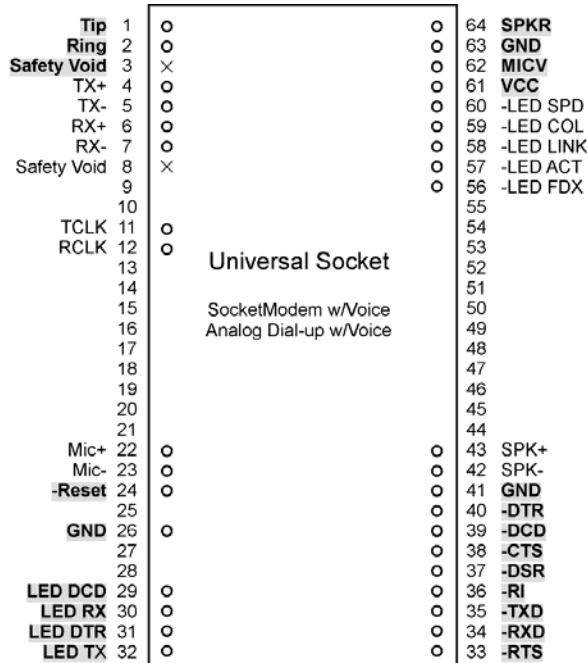 Tip 1 64 SPKR
Ring 2 63 GND
Safety Void 3 62 MICV
TX+ 4 61 VCC
TX- 5 60 -LED SPD
RX+ 6 59 -LED COL
RX- 7 58 -LED LINK
Safety Void 8 57 -LED ACT
9 56 -LED FDX
10 55
TCLK 11 54
RCLK 12 53
13 Universal Socket 52
14 51
15 SocketModem w/Voice 50
16 Analog Dial-up w/Voice 49
17 48
18 47
19 46
20 45
21 44
Mic+ 22 43 SPK+
Mic- 23 42 SPK-
-Reset 24 41 GND
25 40 -DTR
GND 26 39 -DCD
27 38 -CTS
28 37 -DSR
LED DCD 29 36 -RI
LED RX 30 35 -TXD
LED DTR 31 34 -RXD
LED TX 32 33 -RTS